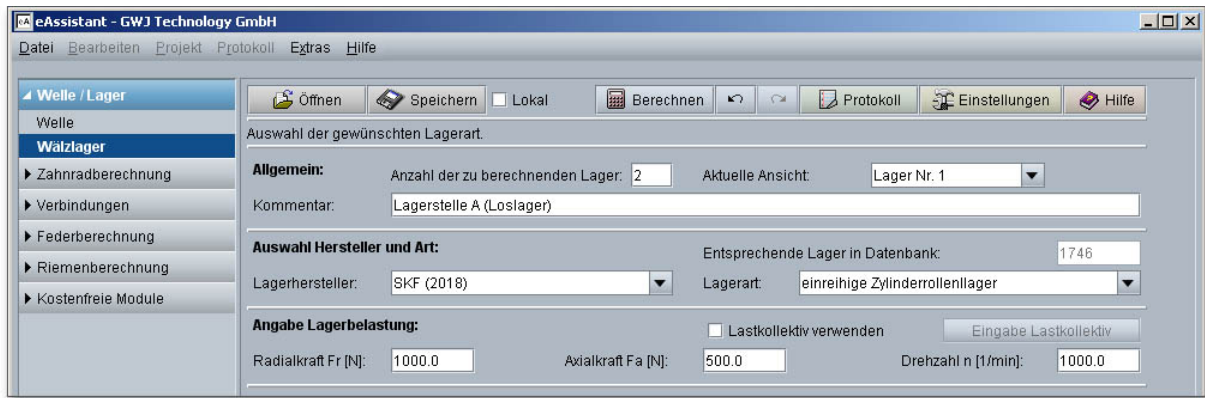 eA eAssistant - GWJ Technology GmbH
Datei Bearbeiten Projekt Protokoll Extras Hilfe
Welle / Lager
Welle
Wälzlager
Zahnradberechnung
Verbindungen
Federberechnung
Riemenberechnung
Kostenfreie Module
Öffnen Speichern Lokal Berechnen Protokoll Einstellungen Hilfe
Auswahl der gewünschten Lagerart.
Allgemein: Anzahl der zu berechnenden Lager: 2 Aktuelle Ansicht: Lager Nr. 1
Kommentar: Lagerstelle A (Loslager)
Auswahl Hersteller und Art: Entsprechende Lager in Datenbank: 1746
Lagerhersteller: SKF (2018) Lagerart: einreihige Zylinderrollenllager
Angabe Lagerbelastung: Lastkollektiv verwenden Eingabe Lastkollektiv
Radialkraft Fr [N]: 1000.0 Axialkraft Fa [N]: 500.0 Drehzahl n [1/min]: 1000.0